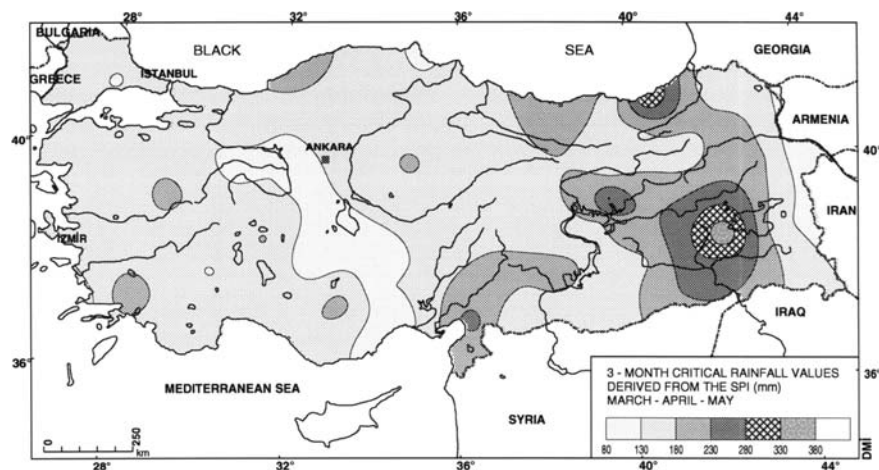 28° 32° 36° 40° 44°
BULGARIA
BLACK SEA GEORGIA
GREECE ISTANBUL
ARMENIA
40° ANKARA 40°
IRAN
IZMİR
IRAQ
36° 36°
MEDITERRANEAN SEA
SYRIA
3 - MONTH CRITICAL RAINFALL VALUES
DERIVED FROM THE SPI (mm)
MARCH - APRIL - MAY
80 130 180 230 280 330 380
DMİ
0 250
km
28° 32° 36° 40° 44°